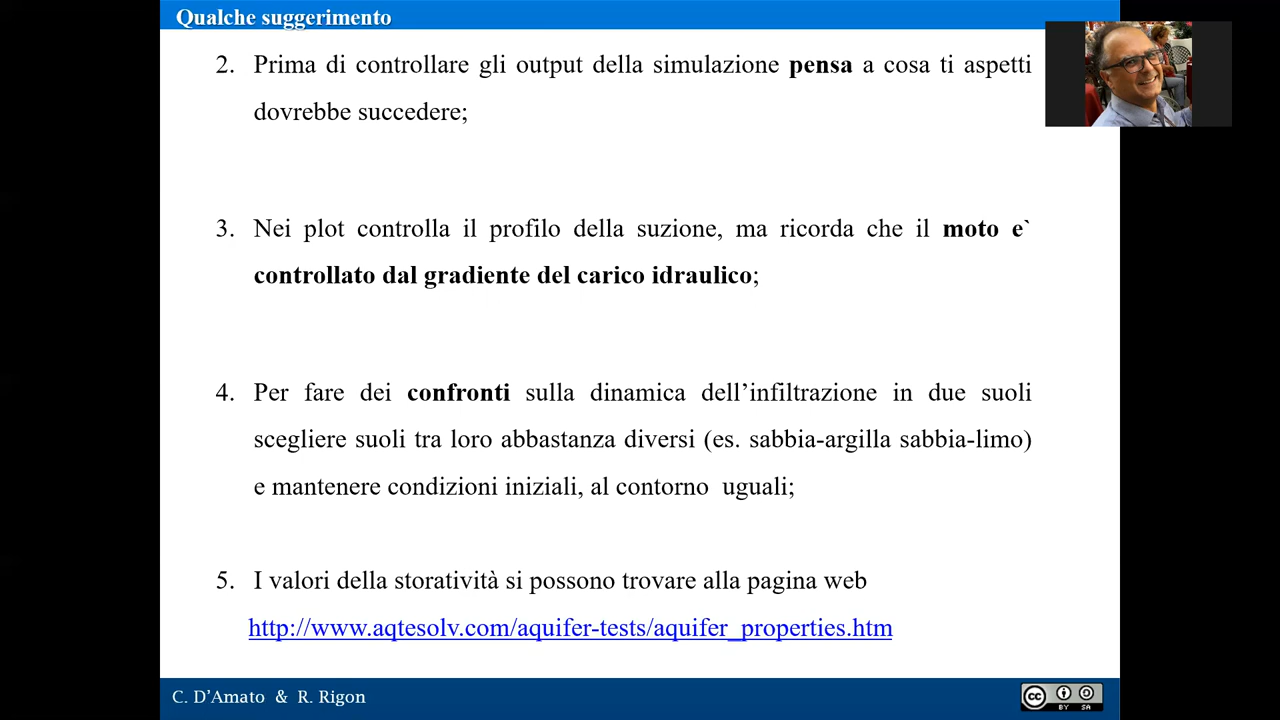 Qualche suggerimento
2. Prima di controllare gli output della simulazione pensa a cosa ti aspetti
dovrebbe succedere;
3. Nei plot controlla il profilo della suzione, ma ricorda che il moto e`
controllato dal gradiente del carico idraulico;
4. Per fare dei confronti sulla dinamica dell’infiltrazione in due suoli
scegliere suoli tra loro abbastanza diversi (es. sabbia-argilla sabbia-limo)
e mantenere condizioni iniziali, al contorno  uguali;
5. I valori della storatività si possono trovare alla pagina web
http://www.aqtesolv.com/aquifer-tests/aquifer_properties.htm
C. D’Amato & R. Rigon
cc BY SA